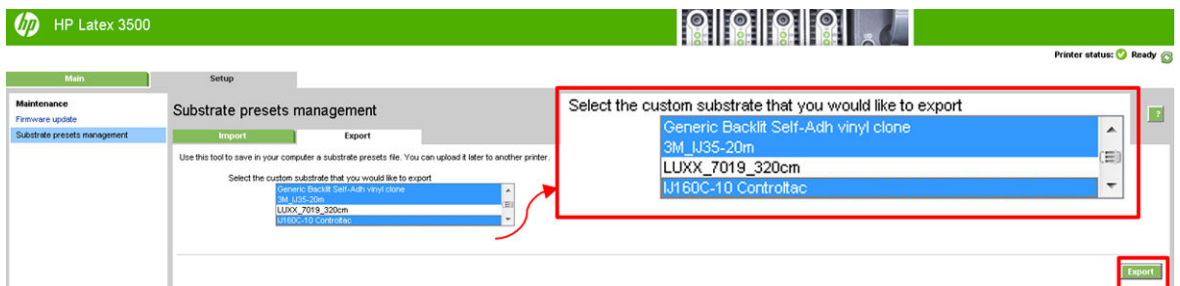 hp HP Latex 3500
Printer status: Ready
Main Setup
Maintenance
Firmware update
Substrate presets management
Substrate presets management
Import Export
Use this tool to save in your computer a substrate presets file. You can upload it later to another printer.
Select the custom substrate that you would like to export
Generic Backlit Self-Adh vinyl clone
3M_IJ35-20m
LUXX_7019_320cm
IJ160C-10 Controltac
Select the custom substrate that you would like to export
Generic Backlit Self-Adh vinyl clone
3M_IJ35-20m
LUXX_7019_320cm
IJ160C-10 Controltac
?
Export